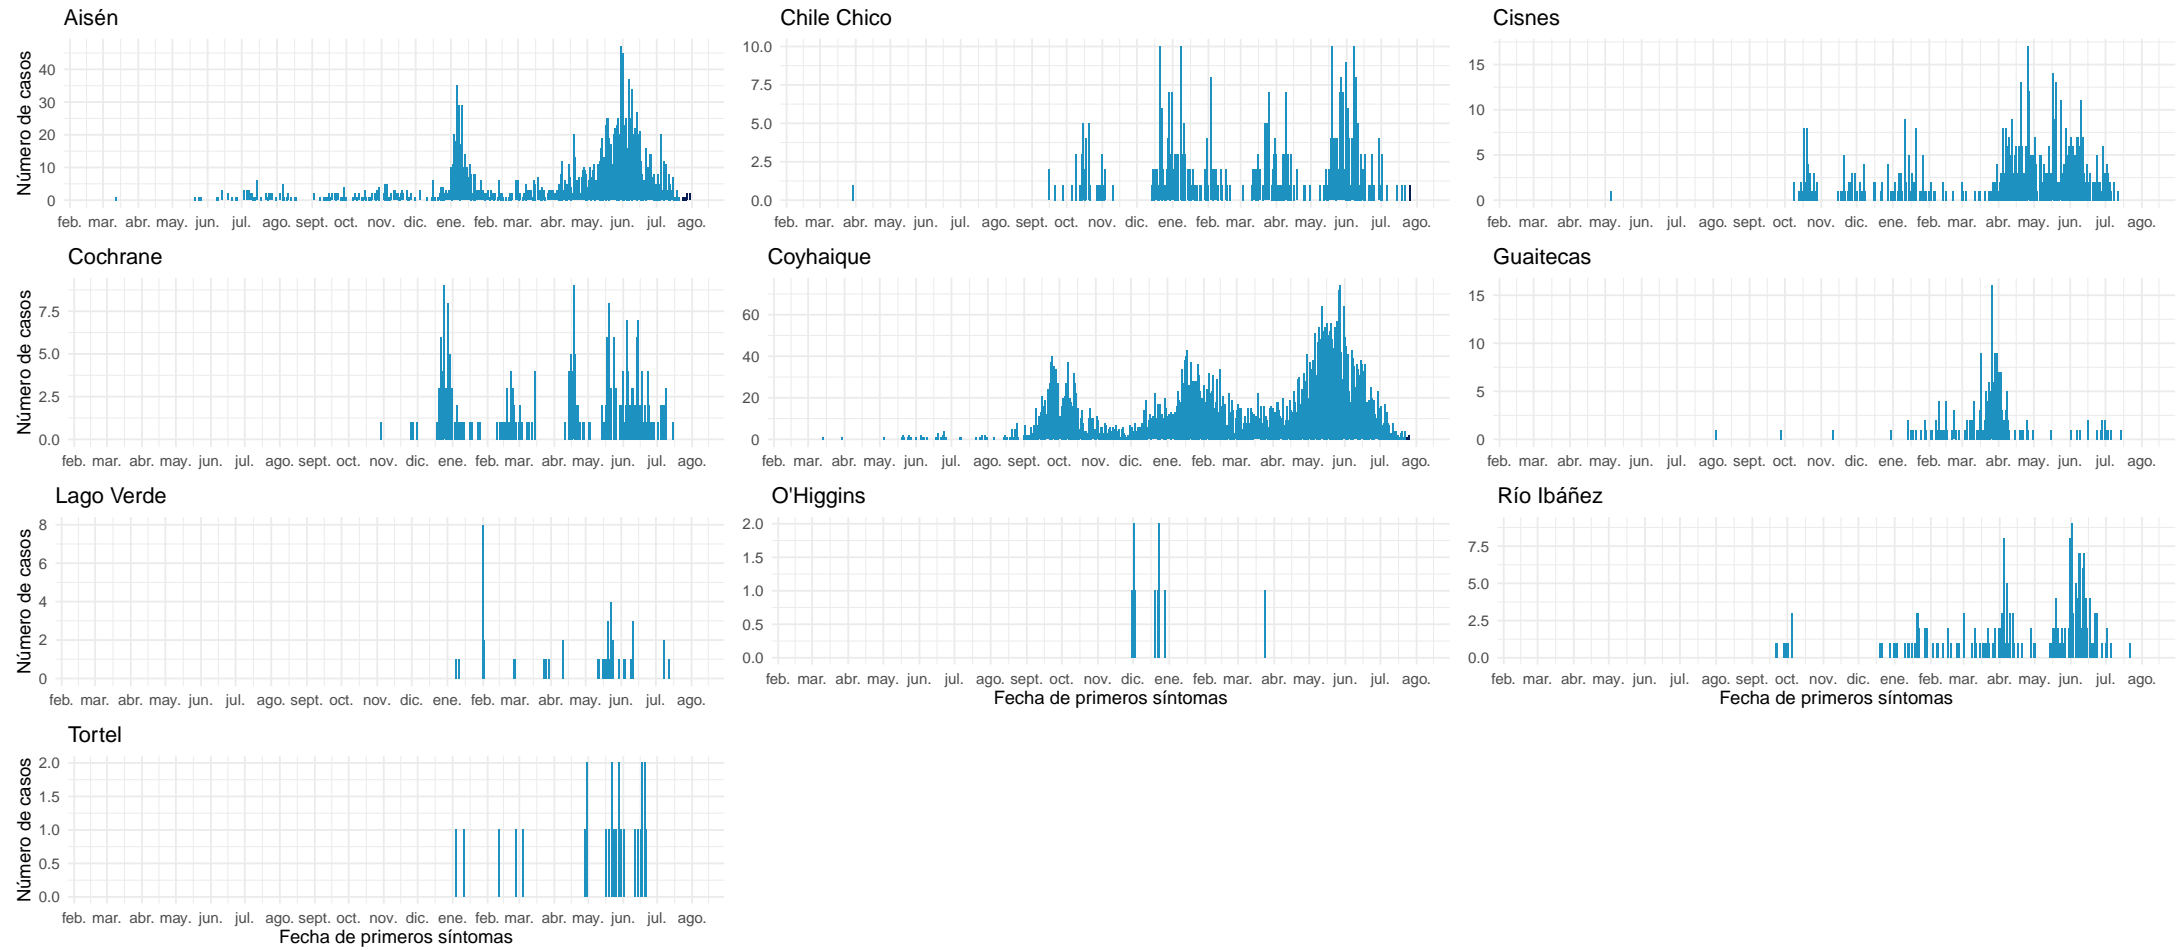 Aisén
Chile Chico
Cisnes
Número de casos
40
30
20
10
0
10.0
7.5
5.0
2.5
0.0
15
10
5
0
feb. mar. abr. may. jun. jul. ago. sept. oct. nov. dic. ene. feb. mar. abr. may. jun. jul. ago.
feb. mar. abr. may. jun. jul. ago. sept. oct. nov. dic. ene. feb. mar. abr. may. jun. jul. ago.
feb. mar. abr. may. jun. jul. ago. sept. oct. nov. dic. ene. feb. mar. abr. may. jun. jul. ago.
Cochrane
Coyhaique
Guaitecas
Número de casos
7.5
5.0
2.5
0.0
60
40
20
0
15
10
5
0
feb. mar. abr. may. jun. jul. ago. sept. oct. nov. dic. ene. feb. mar. abr. may. jun. jul. ago.
feb. mar. abr. may. jun. jul. ago. sept. oct. nov. dic. ene. feb. mar. abr. may. jun. jul. ago.
feb. mar. abr. may. jun. jul. ago. sept. oct. nov. dic. ene. feb. mar. abr. may. jun. jul. ago.
Lago Verde
O'Higgins
Río Ibáñez
Número de casos
8
6
4
2
0
2.0
1.5
1.0
0.5
0.0
7.5
5.0
2.5
0.0
feb. mar. abr. may. jun. jul. ago. sept. oct. nov. dic. ene. feb. mar. abr. may. jun. jul. ago.
feb. mar. abr. may. jun. jul. ago. sept. oct. nov. dic. ene. feb. mar. abr. may. jun. jul. ago.
feb. mar. abr. may. jun. jul. ago. sept. oct. nov. dic. ene. feb. mar. abr. may. jun. jul. ago.
Fecha de primeros síntomas
Fecha de primeros síntomas
Tortel
Número de casos
2.0
1.5
1.0
0.5
0.0
feb. mar. abr. may. jun. jul. ago. sept. oct. nov. dic. ene. feb. mar. abr. may. jun. jul. ago.
Fecha de primeros síntomas